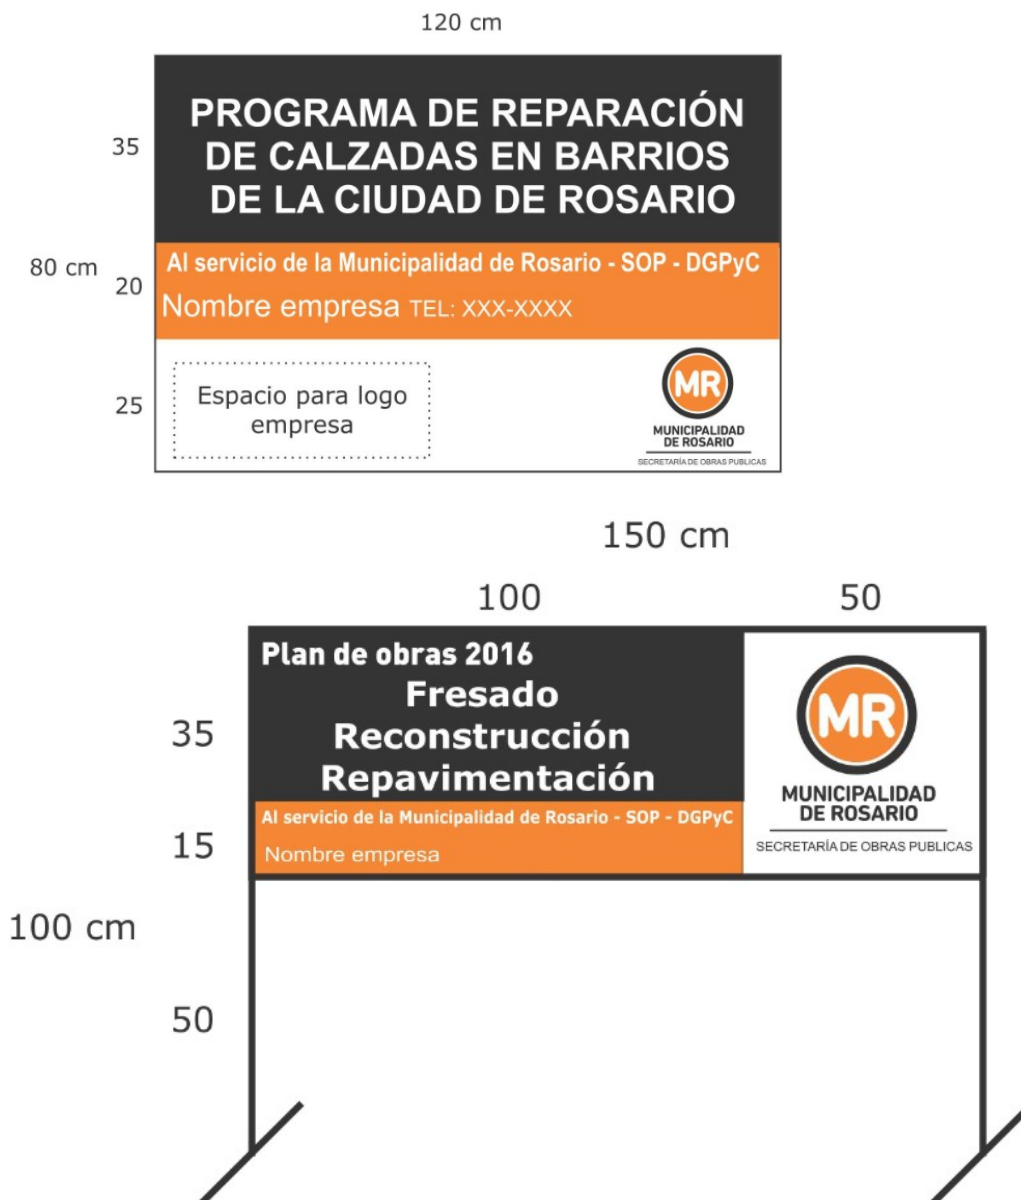 120 cm
PROGRAMA DE REPARACIÓN
DE CALZADAS EN BARRIOS
DE LA CIUDAD DE ROSARIO
35
80 cm
Al servicio de la Municipalidad de Rosario - SOP - DGPyC
20
Nombre empresa TEL: XXX-XXXX
25
Espacio para logo
empresa
MR
MUNICIPALIDAD
DE ROSARIO
SECRETARÍA DE OBRAS PUBLICAS
150 cm
100
50
Plan de obras 2016
Fresado
Reconstrucción
Repavimentación
35
Al servicio de la Municipalidad de Rosario - SOP - DGPyC
Nombre empresa
15
MR
MUNICIPALIDAD
DE ROSARIO
SECRETARÍA DE OBRAS PUBLICAS
100 cm
50